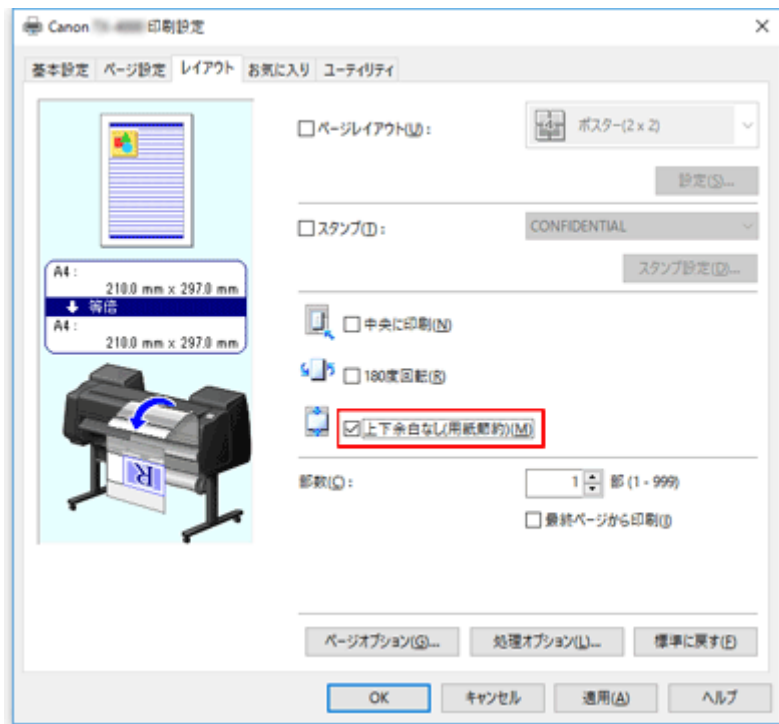 Canon 印刷設定
基本設定 ページ設定 レイアウト お気に入り ユーティリティ
ページレイアウト(U):
ポスター(2 x 2)
設定(S)...
スタンプ(T):
CONFIDENTIAL
スタンプ設定(D)...
A4 :
210.0 mm x 297.0 mm
等倍
A4 :
210.0 mm x 297.0 mm
中央に印刷(N)
180度回転(R)
上下余白なし(用紙節約)(M)
部数(C):
1 部 (1 - 999)
最終ページから印刷(I)
ページオプション(G)... 処理オプション(L)... 標準に戻す(F)
OK キャンセル 適用(A) ヘルプ